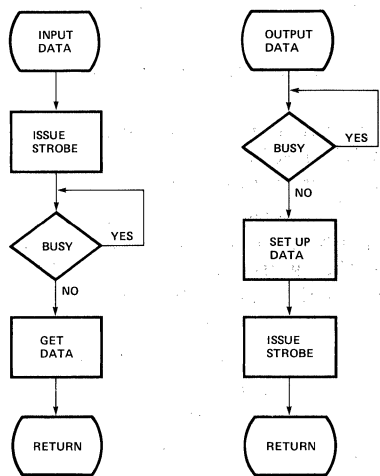 INPUT
DATA
ISSUE
STROBE
BUSY
YES
NO
GET
DATA
RETURN
OUTPUT
DATA
BUSY
YES
NO
SET UP
DATA
ISSUE
STROBE
RETURN